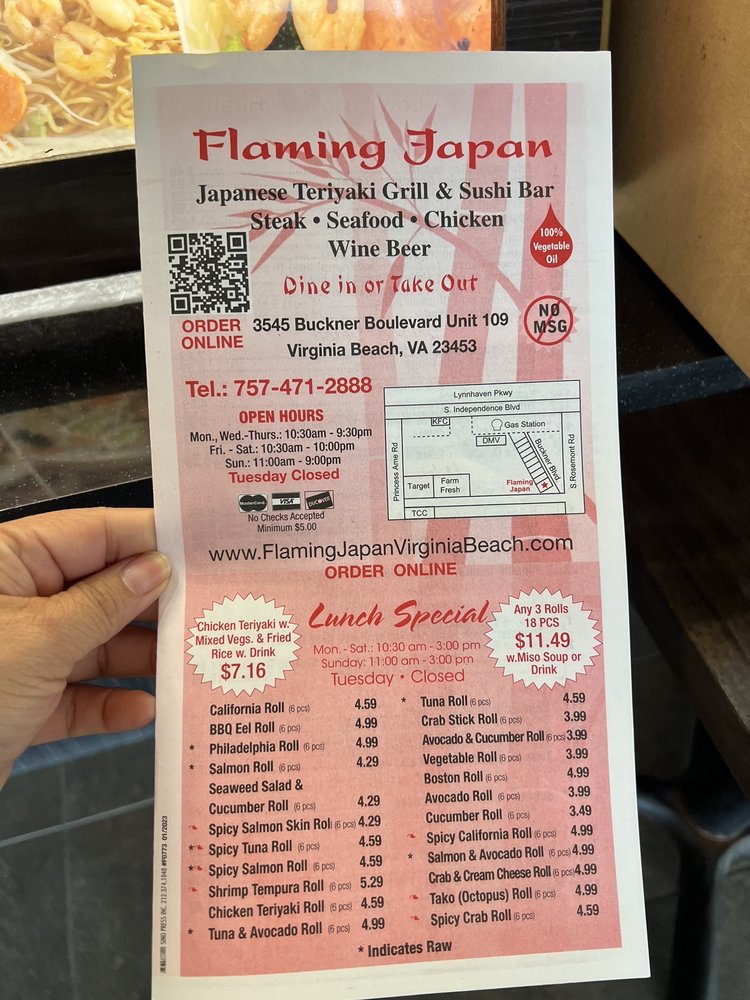 Flaming Japan
Japanese Teriyaki Grill & Sushi Bar
Steak • Seafood • Chicken
Wine Beer
100%
Vegetable
Oil
Dine in or Take Out
ORDER
ONLINE
3545 Buckner Boulevard Unit 109
Virginia Beach, VA 23453
NO
MSG
Tel.: 757-471-2888
OPEN HOURS
Mon., Wed.-Thurs.: 10:30am - 9:30pm
Fri. - Sat.: 10:30am - 10:00pm
Sun.: 11:00am - 9:00pm
Tuesday Closed
MasterCard
VISA
DISCOVER
No Checks Accepted
Minimum $5.00
Lynnhaven Pkwy
S. Independence Blvd
KFC
Gas Station
DMV
Princess Ame Rd
Buckner Blvd.
S. Rosemont Rd
Target
Farm
Fresh
Flaming
Japan
TCC
www.FlamingJapanVirginiaBeach.com
ORDER ONLINE
Chicken Teriyaki w.
Mixed Vegs. & Fried
Rice w. Drink
$7.16
Lunch Special
Mon. - Sat.: 10:30 am - 3:00 pm
Sunday: 11:00 am - 3:00 pm
Tuesday • Closed
Any 3 Rolls
18 PCS
$11.49
w.Miso Soup or
Drink
California Roll (6 pcs) 4.59
BBQ Eel Roll (6 pcs) 4.99
* Philadelphia Roll (6 pcs) 4.99
* Salmon Roll (6 pcs) 4.29
Seaweed Salad &
Cucumber Roll (6 pcs) 4.29
Spicy Salmon Skin Rol (6 pcs) 4.29
* Spicy Tuna Roll (6 pcs) 4.59
* Spicy Salmon Roll (6 pcs) 4.59
Shrimp Tempura Roll (6 pcs) 5.29
Chicken Teriyaki Roll (6 pcs) 4.59
* Tuna & Avocado Roll (6 pcs) 4.99
* Tuna Roll (6 pcs) 4.59
Crab Stick Roll (6 pcs) 3.99
Avocado & Cucumber Roll (6 pcs) 3.99
Vegetable Roll (6 pcs) 3.99
Boston Roll (6 pcs) 4.99
Avocado Roll (6 pcs) 3.99
Cucumber Roll (6 pcs) 3.49
Spicy California Roll (6 pcs) 4.99
* Salmon & Avocado Roll (6 pcs) 4.99
Crab & Cream Cheese Roll (6 pcs) 4.99
Tako (Octopus) Roll (6 pcs) 4.99
Spicy Crab Roll (6 pcs) 4.59
* Indicates Raw
SINO PRESS INC. 212.374.1848 #F0773 01/2023